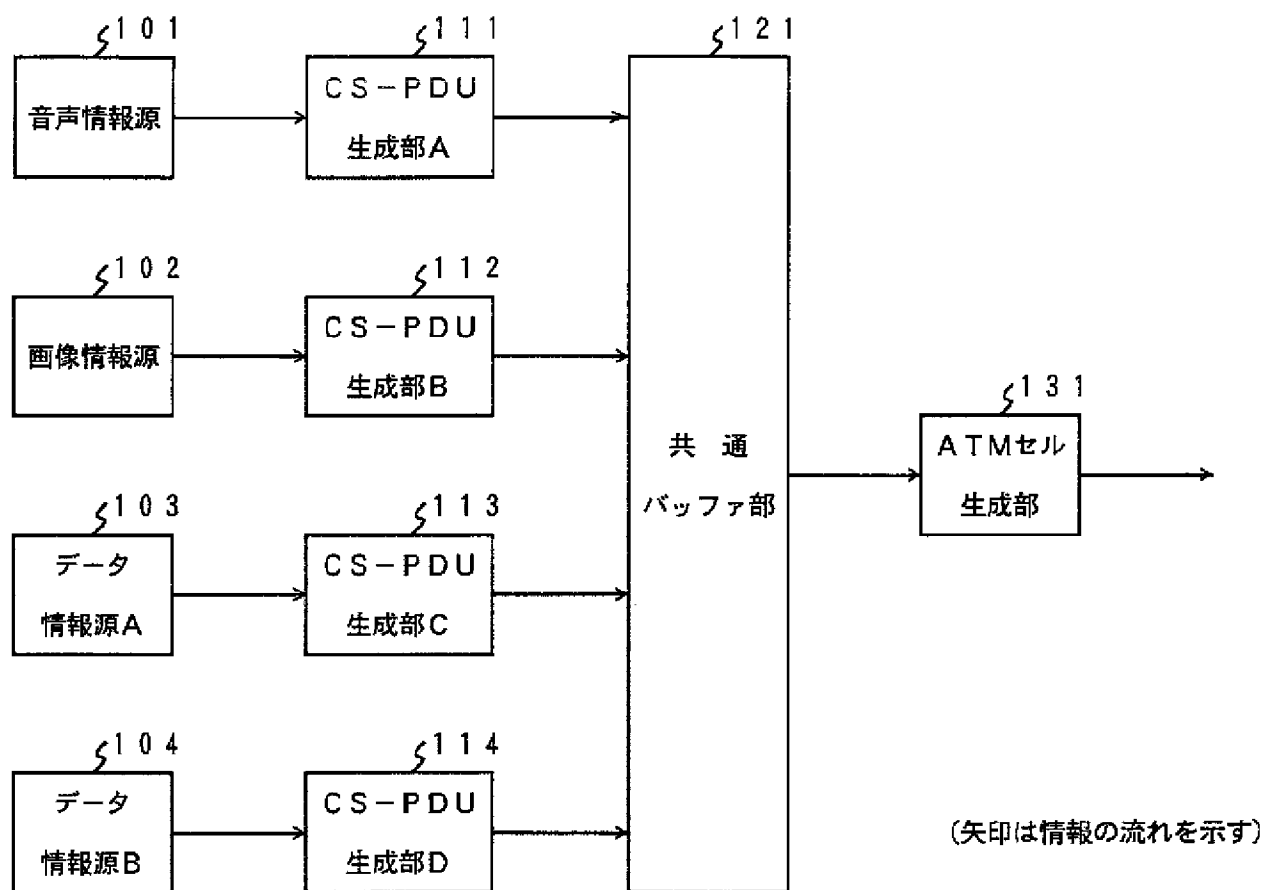 101
111
121
音声情報源
CS-PDU
生成部A
102
112
画像情報源
CS-PDU
生成部B
131
共通
バッファ部
ATMセル
生成部
103
113
データ
情報源A
CS-PDU
生成部C
104
114
データ
情報源B
CS-PDU
生成部D
(矢印は情報の流れを示す)